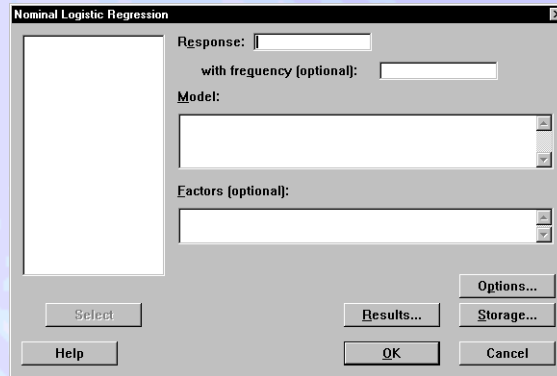 Nominal Logistic Regression
Response:
with frequency (optional):
Model:
Factors (optional):
Options...
Select
Results...
Storage...
Help
OK
Cancel